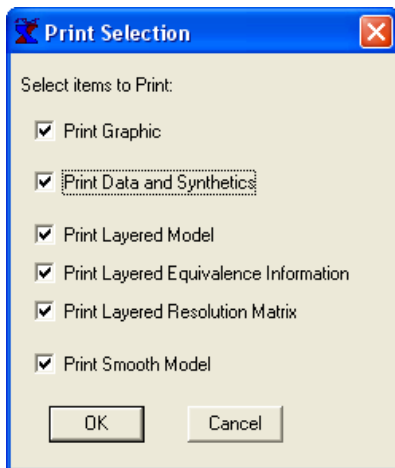 Print Selection
Select items to Print:
Print Graphic
Print Data and Synthetics
Print Layered Model
Print Layered Equivalence Information
Print Layered Resolution Matrix
Print Smooth Model
OK Cancel